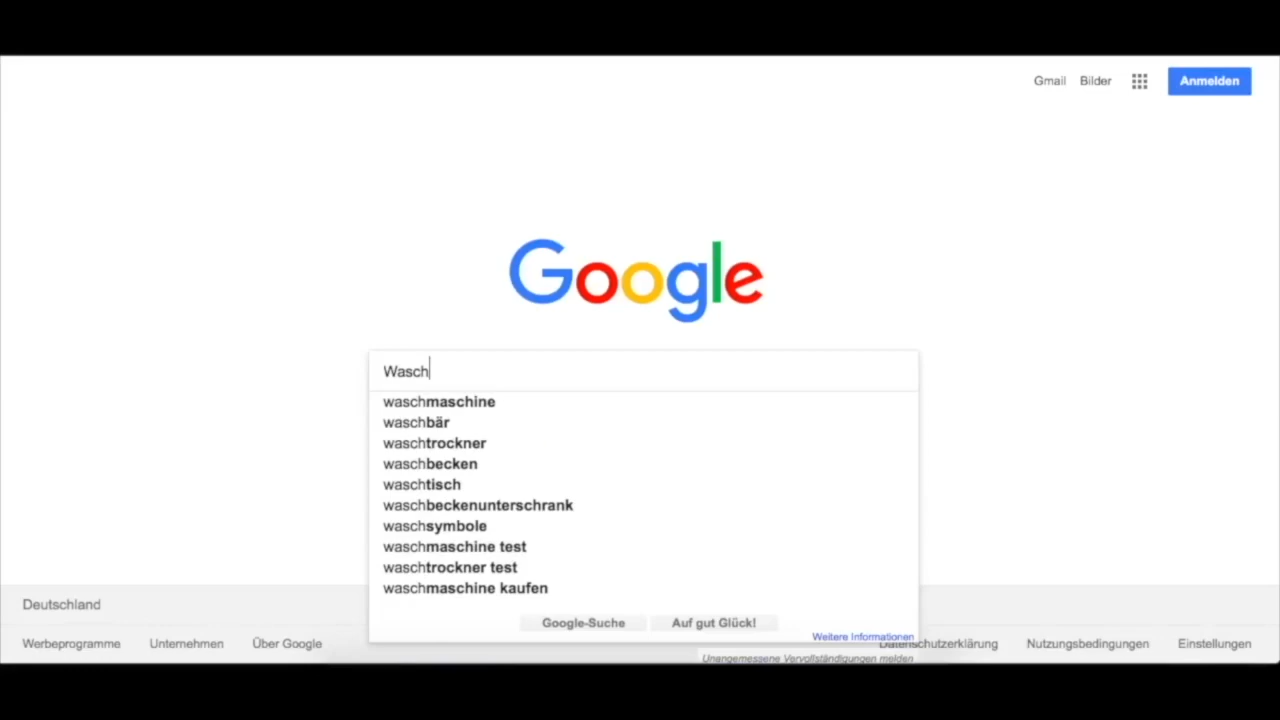 Gmail Bilder Anmelden
Google
Wasch
waschmaschine
waschbär
waschtrockner
waschbecken
waschtisch
waschbeckenunterschrank
waschsymbole
waschmaschine test
waschtrockner test
waschmaschine kaufen
Deutschland
Google-Suche Auf gut Glück!
Weitere Informationen
Werbeprogramme Unternehmen Über Google Datenschutzerklärung Nutzungsbedingungen Einstellungen
Unangemessene Vervollständigungen melden